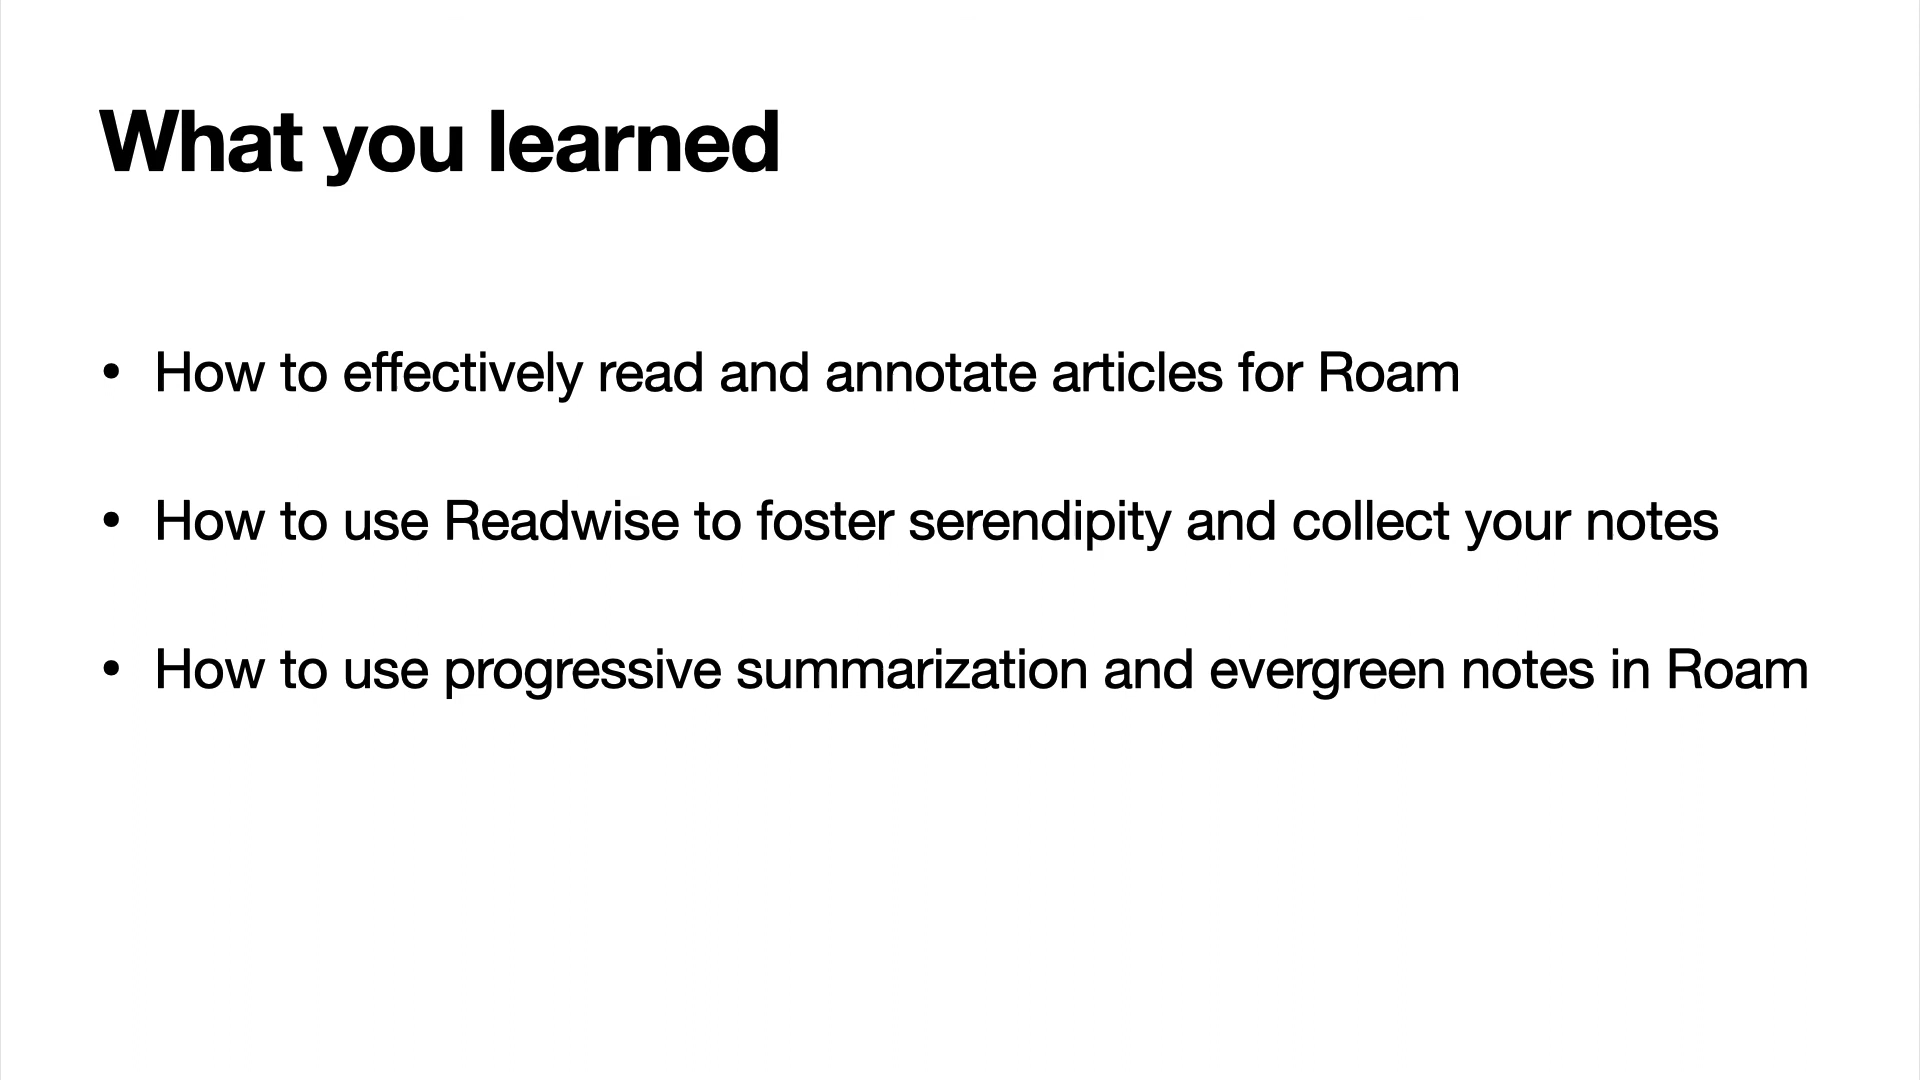 What you learned
• How to effectively read and annotate articles for Roam
• How to use Readwise to foster serendipity and collect your notes
• How to use progressive summarization and evergreen notes in Roam